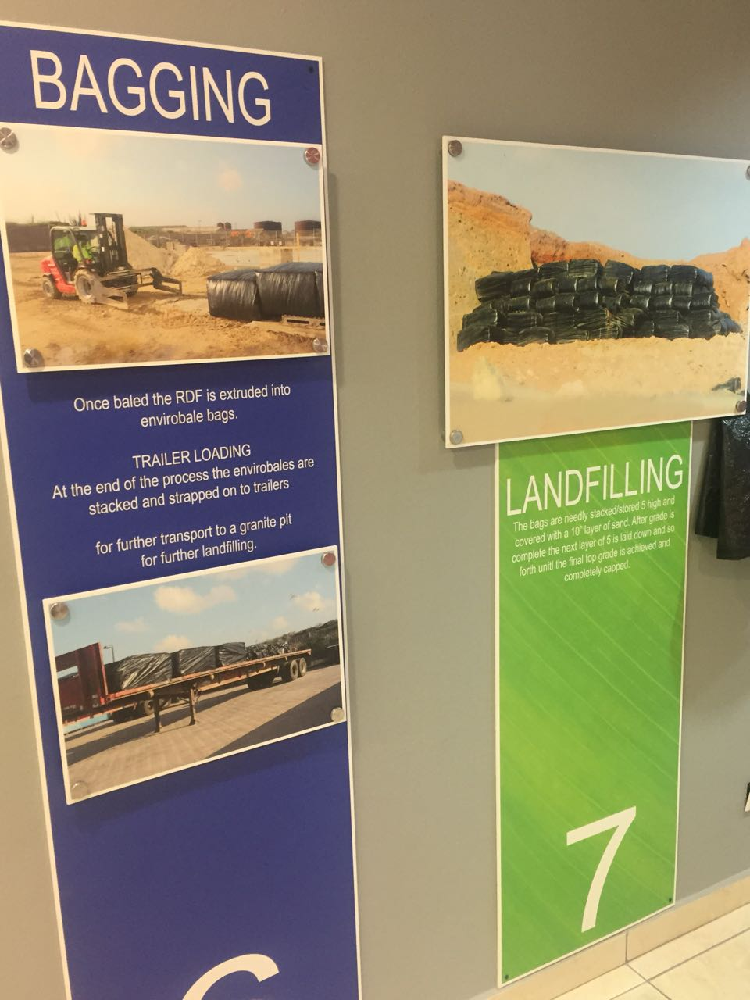 BAGGING
Once baled the RDF is extruded into
envirobale bags.
TRAILER LOADING
At the end of the process the envirobales are
stacked and strapped on to trailers
for further transport to a granite pit
for further landfilling.
6
LANDFILLING
The bags are needly stacked/stored 5 high and
covered with a 10" layer of sand. After grade is
complete the next layer of 5 is laid down and so
forth unitl the final top grade is achieved and
completely capped.
7